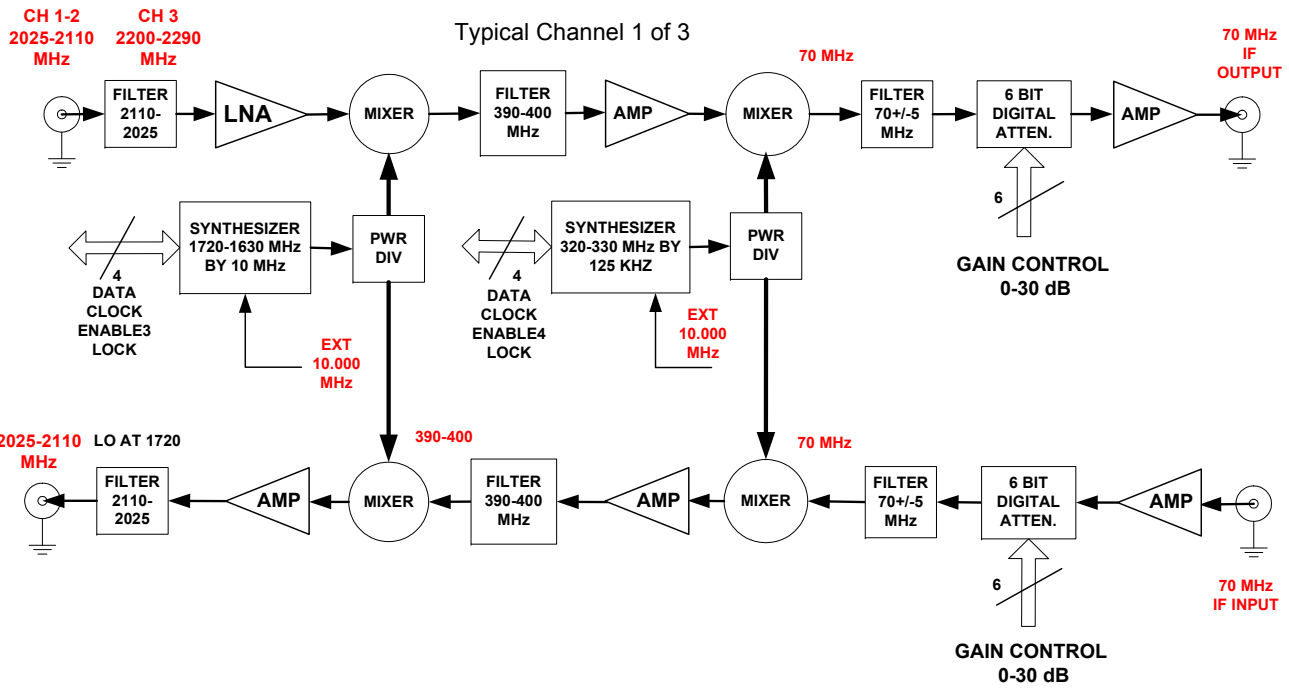 CH 1-2
2025-2110
MHz
CH 3
2200-2290
MHz
Typical Channel 1 of 3
70 MHz
70 MHz
IF
OUTPUT
FILTER
2110-
2025
LNA
MIXER
FILTER
390-400
MHz
AMP
MIXER
FILTER
70+/-5
MHz
6 BIT
DIGITAL
ATTEN.
AMP
6
GAIN CONTROL
0-30 dB
4
DATA
CLOCK
ENABLE3
LOCK
SYNTHESIZER
1720-1630 MHz
BY 10 MHz
PWR
DIV
EXT
10.000
MHz
4
DATA
CLOCK
ENABLE4
LOCK
SYNTHESIZER
320-330 MHz BY
125 KHZ
PWR
DIV
EXT
10.000
MHz
2025-2110
MHz
LO AT 1720
390-400
70 MHz
FILTER
2110-
2025
AMP
MIXER
FILTER
390-400
MHz
AMP
MIXER
FILTER
70+/-5
MHz
6 BIT
DIGITAL
ATTEN.
AMP
6
70 MHz
IF INPUT
GAIN CONTROL
0-30 dB